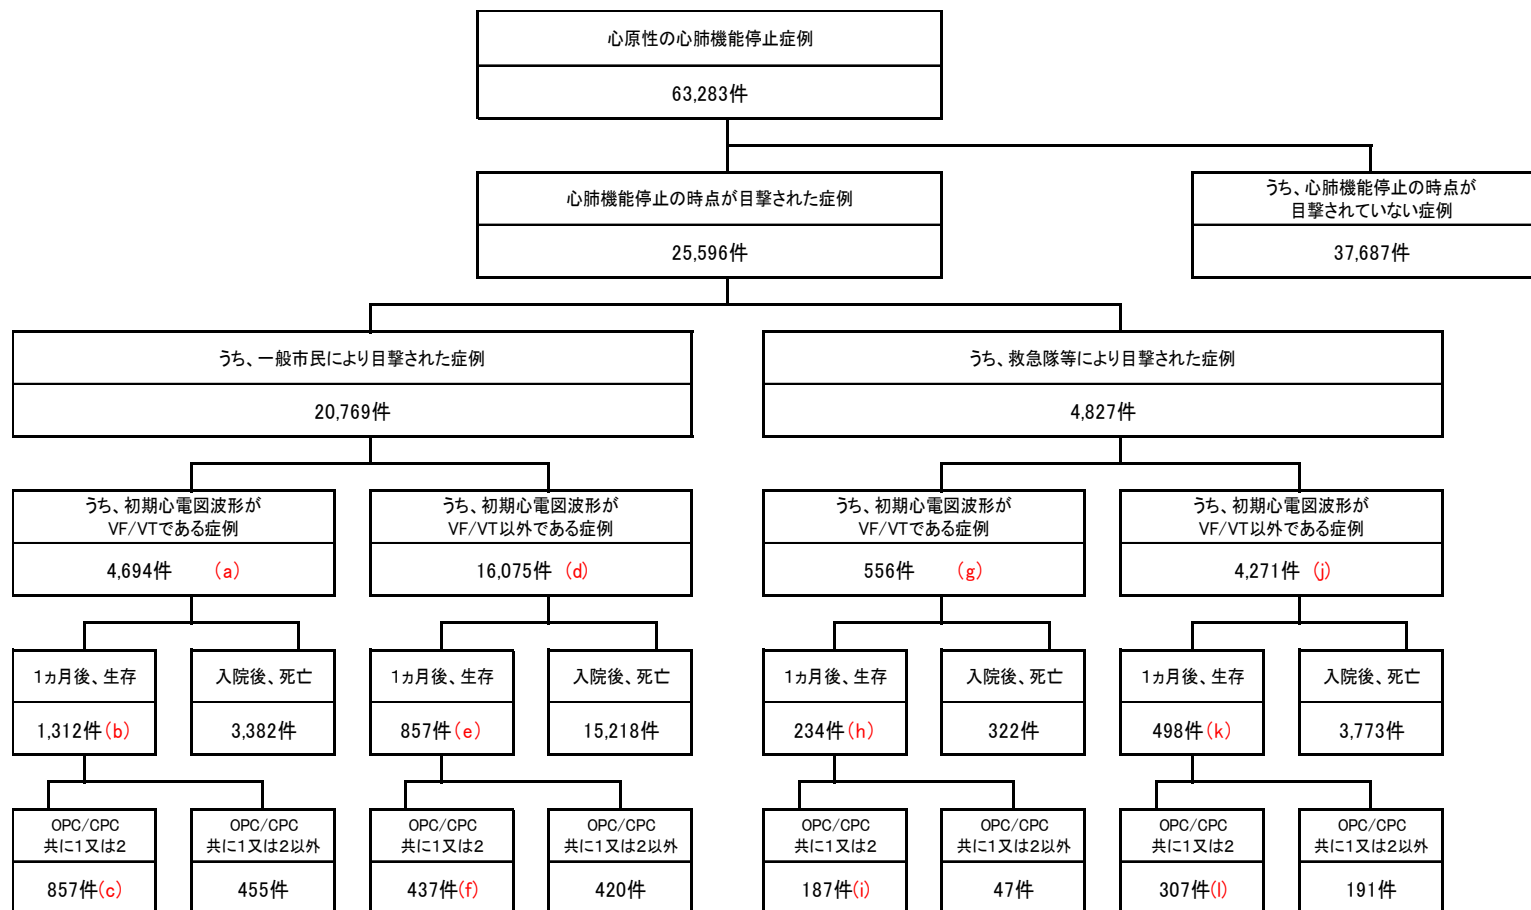 心原性の心肺機能停止症例
63,283件
心肺機能停止の時点が目撃された症例
25,596件
うち、心肺機能停止の時点が
目撃されていない症例
37,687件
うち、一般市民により目撃された症例
20,769件
うち、救急隊等により目撃された症例
4,827件
うち、初期心電図波形が
VF/VTである症例
4,694件 (a)
うち、初期心電図波形が
VF/VT以外である症例
16,075件 (d)
うち、初期心電図波形が
VF/VTである症例
556件 (g)
うち、初期心電図波形が
VF/VT以外である症例
4,271件 (j)
1ヵ月後、生存
1,312件(b)
入院後、死亡
3,382件
1ヵ月後、生存
857件(e)
入院後、死亡
15,218件
1ヵ月後、生存
234件(h)
入院後、死亡
322件
1ヵ月後、生存
498件(k)
入院後、死亡
3,773件
OPC/CPC
共に1又は2
857件(c)
OPC/CPC
共に1又は2以外
455件
OPC/CPC
共に1又は2
437件(f)
OPC/CPC
共に1又は2以外
420件
OPC/CPC
共に1又は2
187件(i)
OPC/CPC
共に1又は2以外
47件
OPC/CPC
共に1又は2
307件(l)
OPC/CPC
共に1又は2以外
191件